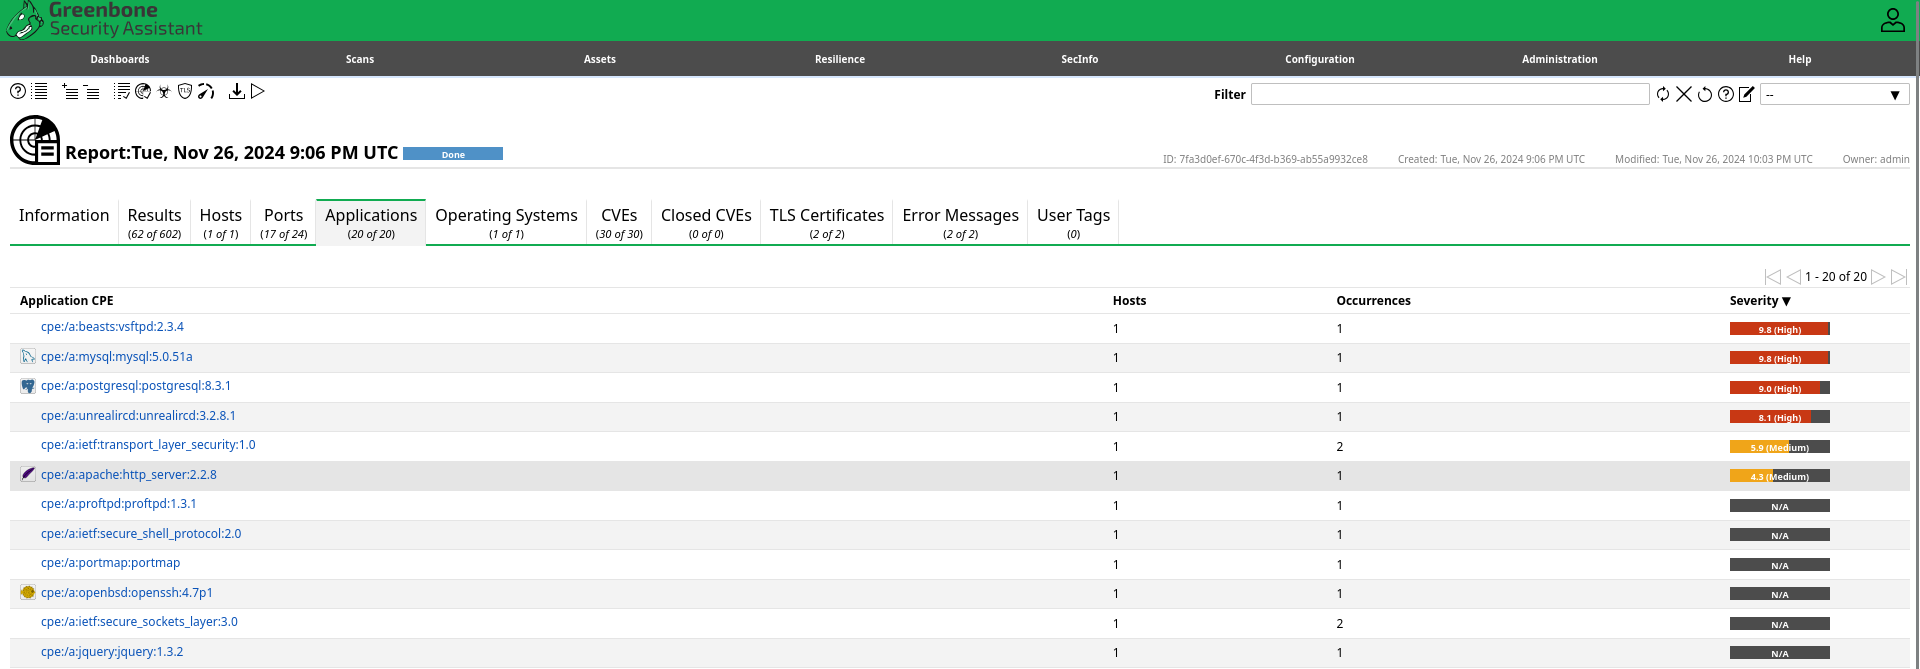 Greenbone
Security Assistant
Dashboards Scans Assets Resilience SecInfo Configuration Administration Help
TLS
Filter --
Report:Tue, Nov 26, 2024 9:06 PM UTC Done
ID: 7fa3d0ef-670c-4f3d-b369-ab55a9932ce8 Created: Tue, Nov 26, 2024 9:06 PM UTC Modified: Tue, Nov 26, 2024 10:03 PM UTC Owner: admin
Information Results Hosts Ports Applications Operating Systems CVEs Closed CVEs TLS Certificates Error Messages User Tags
(62 of 602) (1 of 1) (17 of 24) (20 of 20) (1 of 1) (30 of 30) (0 of 0) (2 of 2) (2 of 2) (0)
1 - 20 of 20
Application CPE Hosts Occurrences Severity ▼
cpe:/a:beasts:vsftpd:2.3.4 1 1 9.8 (High)
cpe:/a:mysql:mysql:5.0.51a 1 1 9.8 (High)
cpe:/a:postgresql:postgresql:8.3.1 1 1 9.0 (High)
cpe:/a:unrealircd:unrealircd:3.2.8.1 1 1 8.1 (High)
cpe:/a:ietf:transport_layer_security:1.0 1 2 5.9 (Medium)
cpe:/a:apache:http_server:2.2.8 1 1 4.3 (Medium)
cpe:/a:proftpd:proftpd:1.3.1 1 1 N/A
cpe:/a:ietf:secure_shell_protocol:2.0 1 1 N/A
cpe:/a:portmap:portmap 1 1 N/A
cpe:/a:openbsd:openssh:4.7p1 1 1 N/A
cpe:/a:ietf:secure_sockets_layer:3.0 1 2 N/A
cpe:/a:jquery:jquery:1.3.2 1 1 N/A